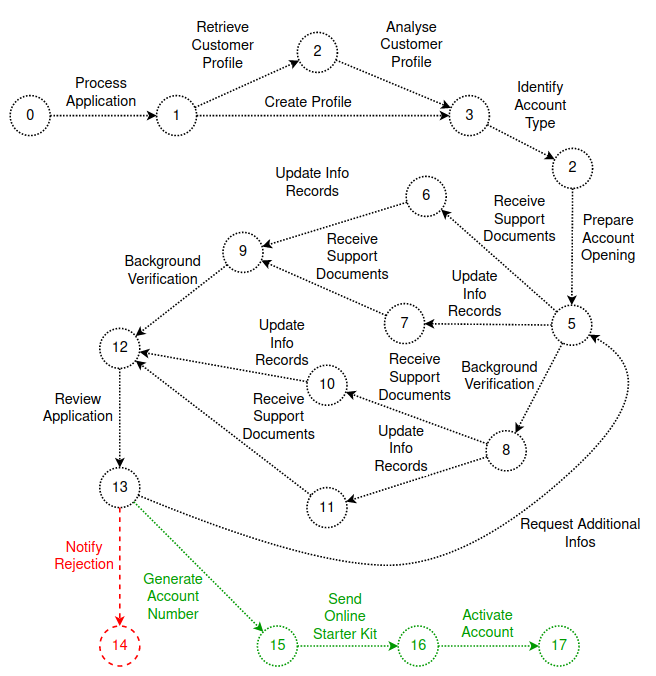 Retrieve
Customer
Profile
Analyse
Customer
Profile
2
Process
Application
Create Profile
0
1
3
Identify
Account
Type
2
Update Info
Records
6
Receive
Support
Documents
Prepare
Account
Opening
9
Receive
Support
Documents
Background
Verification
Update
Info
Records
7
5
12
Update
Info
Records
10
Receive
Support
Documents
Background
Verification
Review
Application
Receive
Support
Documents
Update
Info
Records
8
13
11
Request Additional
Infos
Notify
Rejection
Generate
Account
Number
Send
Online
Starter Kit
Activate
Account
14
15
16
17